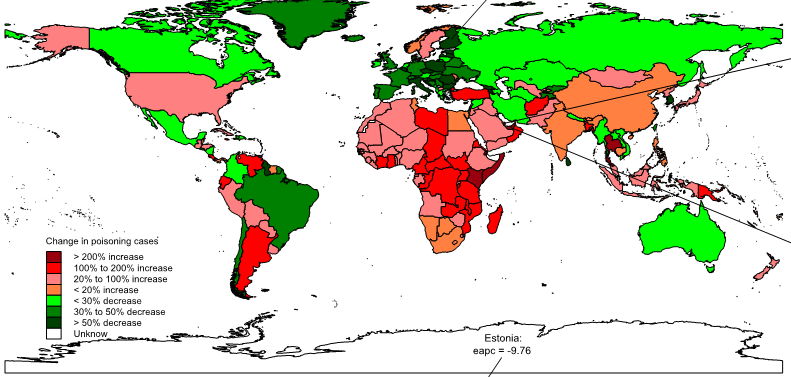 Change in poisoning cases
> 200% increase
100% to 200% increase
20% to 100% increase
< 20% increase
< 30% decrease
30% to 50% decrease
> 50% decrease
Unknow
Estonia:
eapc = -9.76